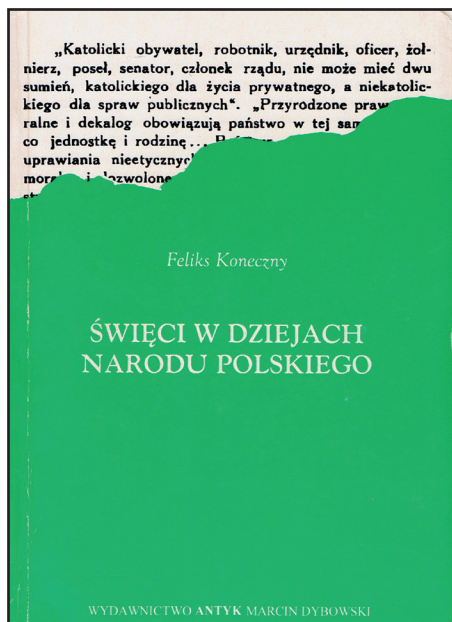 „Katolicki obywatel, robotnik, urzędnik, oficer, żoł-
nierz, poseł, senator, członek rządu, nie może mieć dwu
sumień, katolickiego dla życia prywatnego, a niekatolic-
kiego dla spraw publicznych“. „Przyrodzone praw
ralne i dekalog obowiązują państwo w tej sam
co jednostkę i rodzinę...
uprawiania nieetycznych
i
Feliks Koneczny
ŚWIĘCI W DZIEJACH
NARODU POLSKIEGO
WYDAWNICTWO ANTYK MARCIN DYBOWSKI